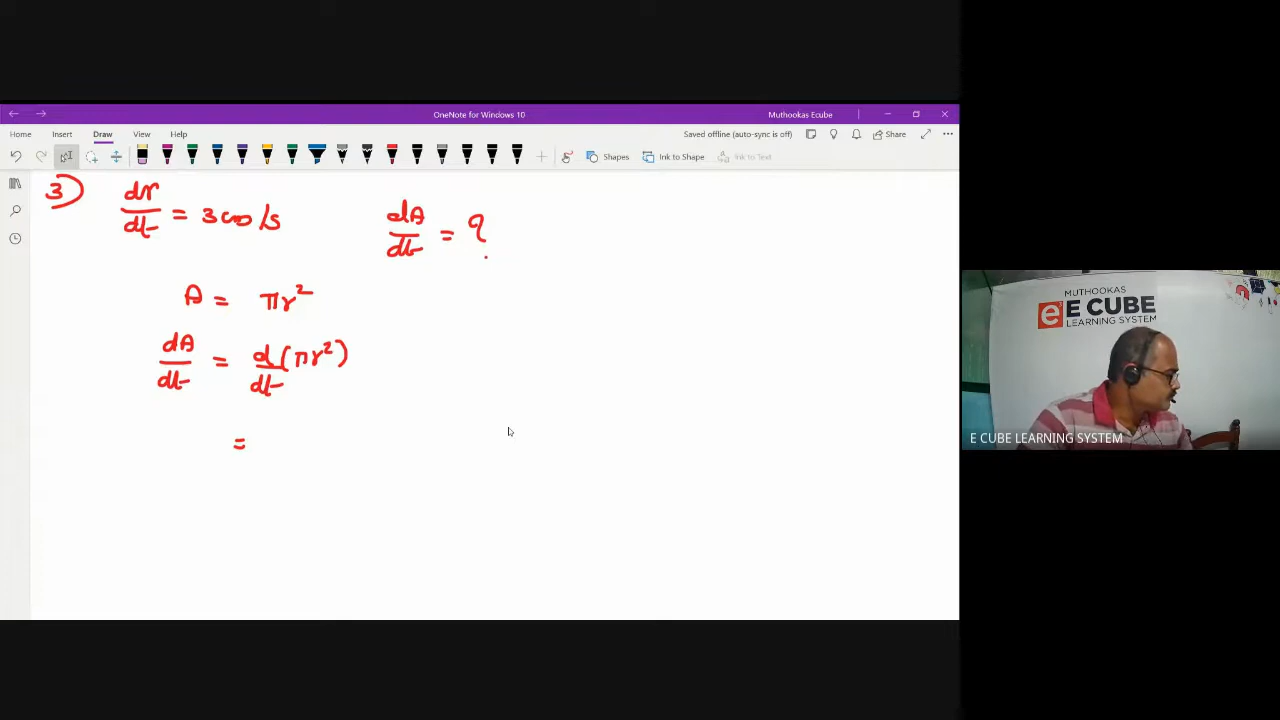 OneNote for Windows 10
Muthookas Ecube
Home Insert Draw View Help
Saved offline (auto-sync is off)
Share
Shapes
Ink to Shape
Ink to Text
3) dr/dt = 3cm/s dA/dt = ?
A = πr²
dA/dt = d/dt (πr²)
=
MUTHOOKAS
e E CUBE
LEARNING SYSTEM
E CUBE LEARNING SYSTEM